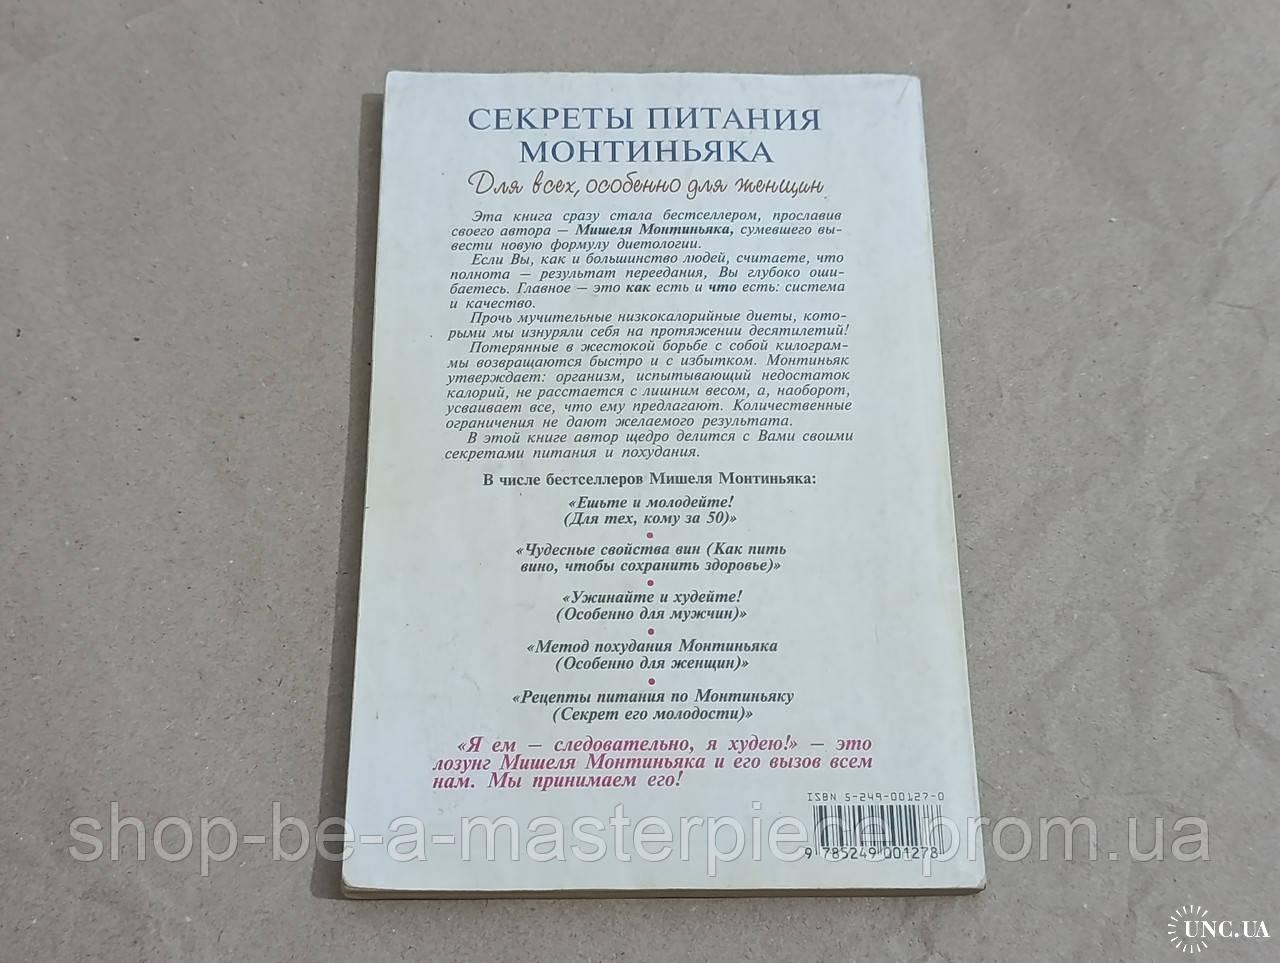 СЕКРЕТЫ ПИТАНИЯ
МОНТИНЬЯКА
Для всех, особенно для женщин
Эта книга сразу стала бестселлером, прославив
своего автора — Мишеля Монтиньяка, сумевшего вы-
вести новую формулу диетологии.
Если Вы, как и большинство людей, считаете, что
полнота — результат переедания, Вы глубоко оши-
баетесь. Главное — это как есть и что есть: система
и качество.
Прочь мучительные низкокалорийные диеты, кото-
рыми мы изнуряли себя на протяжении десятилетий!
Потерянные в жестокой борьбе с собой килограм-
мы возвращаются быстро и с избытком. Монтиньяк
утверждает: организм, испытывающий недостаток
калорий, не расстается с лишним весом, а, наоборот,
усваивает все, что ему предлагают. Количественные
ограничения не дают желаемого результата.
В этой книге автор щедро делится с Вами своими
секретами питания и похудания.
В числе бестселлеров Мишеля Монтиньяка:
«Ешьте и молодейте!
(Для тех, кому за 50)»
«Чудесные свойства вин (Как пить
вино, чтобы сохранить здоровье)»
«Ужинайте и худейте!
(Особенно для мужчин)»
«Метод похудания Монтиньяка
(Особенно для женщин)»
«Рецепты питания по Монтиньяку
(Секрет его молодости)»
«Я ем — следовательно, я худею!» — это
лозунг Мишеля Монтиньяка и его вызов всем
нам. Мы принимаем его!
ISBN 5-249-00127-0
shop-be-a-masterpiece.prom.ua
9 785249 001278
UNC.UA